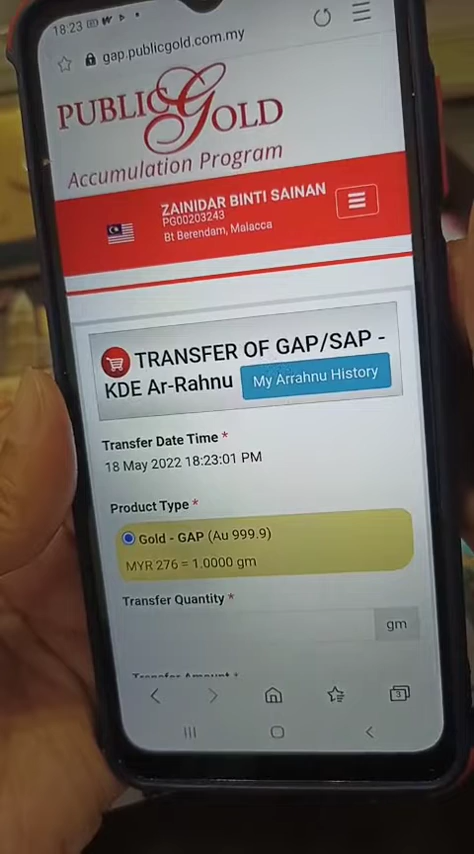 18:23
gap.publicgold.com.my
PUBLIC GOLD
Accumulation Program
ZAINIDAR BINTI SAINAN
PG00203243
Bt Berendam, Malacca
TRANSFER OF GAP/SAP -
KDE Ar-Rahnu My Arrahnu History
Transfer Date Time *
18 May 2022 18:23:01 PM
Product Type *
Gold - GAP (Au 999.9)
MYR 276 = 1.0000 gm
Transfer Quantity *
gm
Transfer Amount *
3